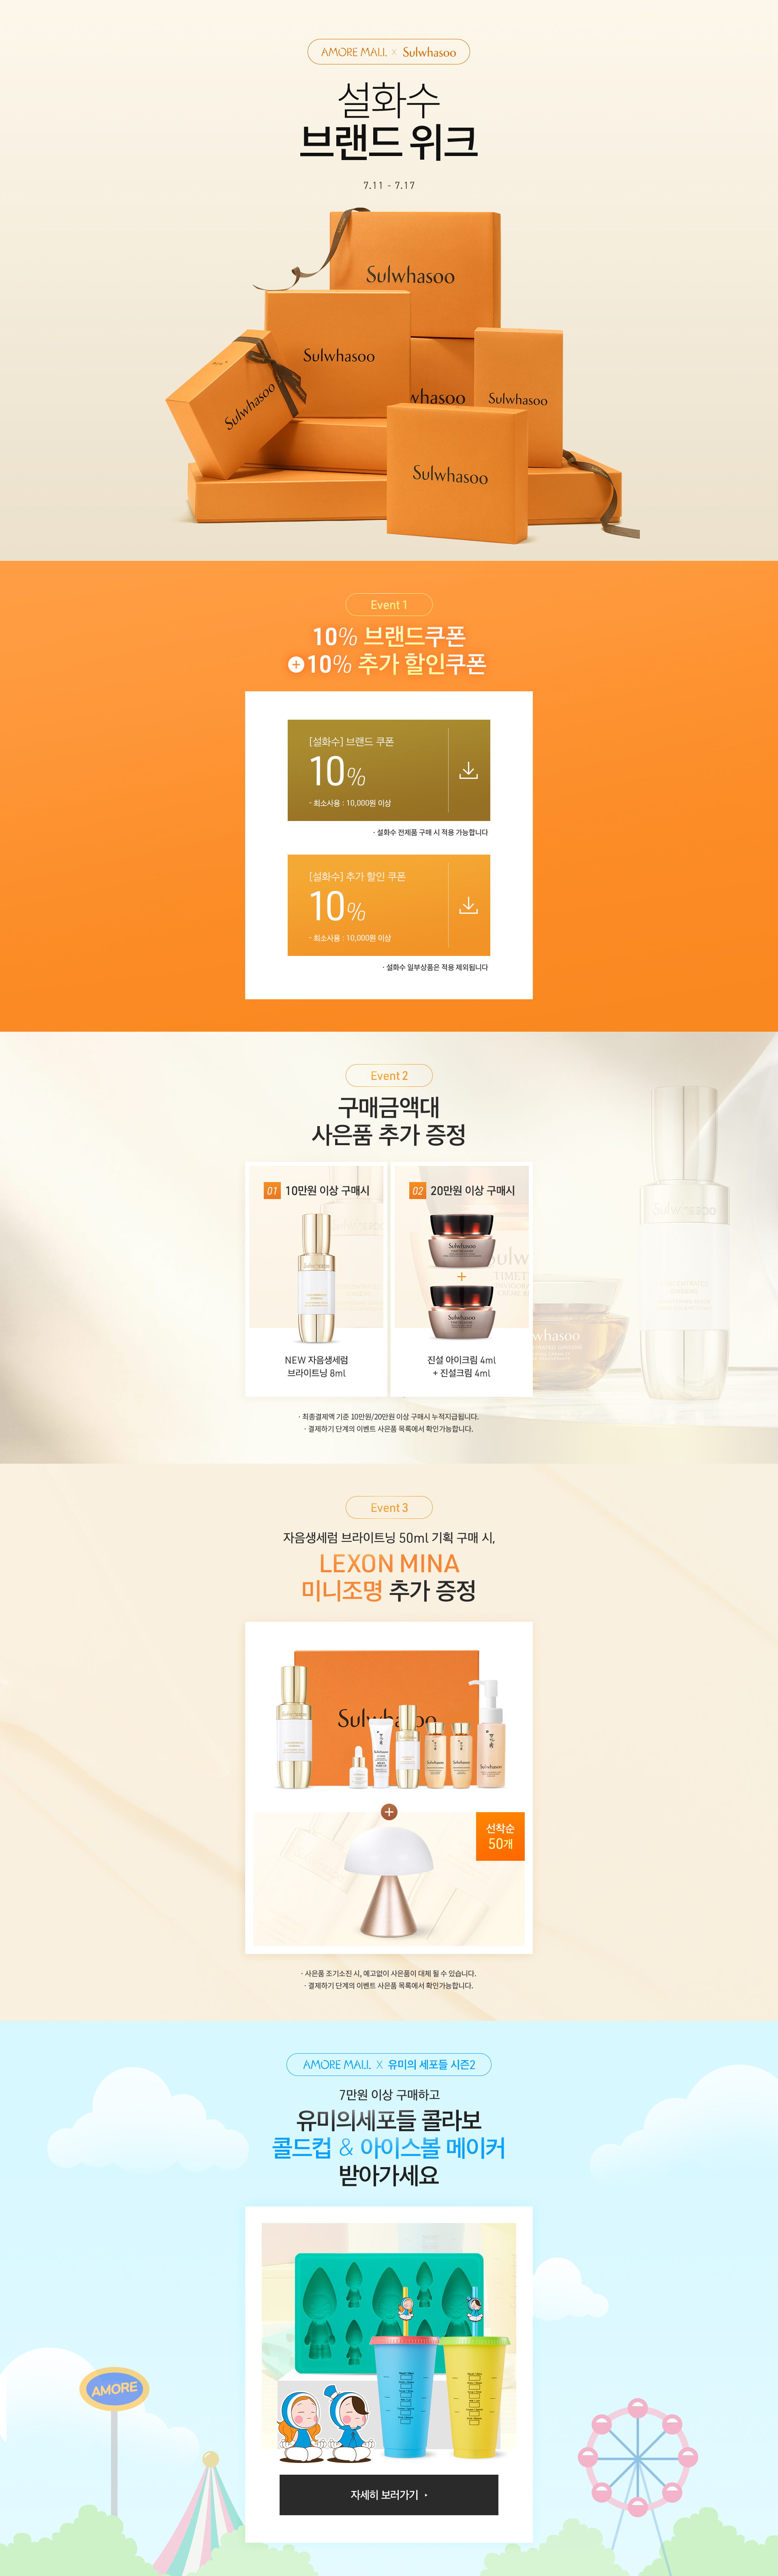 AMORE MALL × Sulwhasoo
설화수
브랜드 위크
7.11 - 7.17
Sulwhasoo
Sulwhasoo
Sulwhasoo
whasoo
Sulwhasoo
Sulwhasoo
Event 1
10% 브랜드쿠폰
+10% 추가 할인쿠폰
[설화수] 브랜드 쿠폰
10%
- 최소사용 : 10,000원 이상
· 설화수 전제품 구매 시 적용 가능합니다
[설화수] 추가 할인 쿠폰
10%
- 최소사용 : 10,000원 이상
· 설화수 일부상품은 적용 제외됩니다
Event 2
구매금액대
사은품 추가 증정
01 10만원 이상 구매시
02 20만원 이상 구매시
Sulwhasoo
+
Sulwhasoo
NEW 자음생세럼
브라이트닝 8ml
진설 아이크림 4ml
+ 진설크림 4ml
· 최종결제액 기준 10만원/20만원 이상 구매시 누적지급됩니다.
· 결제하기 단계의 이벤트 사은품 목록에서 확인가능합니다.
Event 3
자음생세럼 브라이트닝 50ml 기획 구매 시,
LEXON MINA
미니조명 추가 증정
Sulwhasoo
+
선착순
50개
· 사은품 조기소진 시, 예고없이 사은품이 대체 될 수 있습니다.
· 결제하기 단계의 이벤트 사은품 목록에서 확인가능합니다.
AMORE MALL X 유미의 세포들 시즌2
7만원 이상 구매하고
유미의세포들 콜라보
콜드컵 & 아이스볼 메이커
받아가세요
AMORE
자세히 보러가기